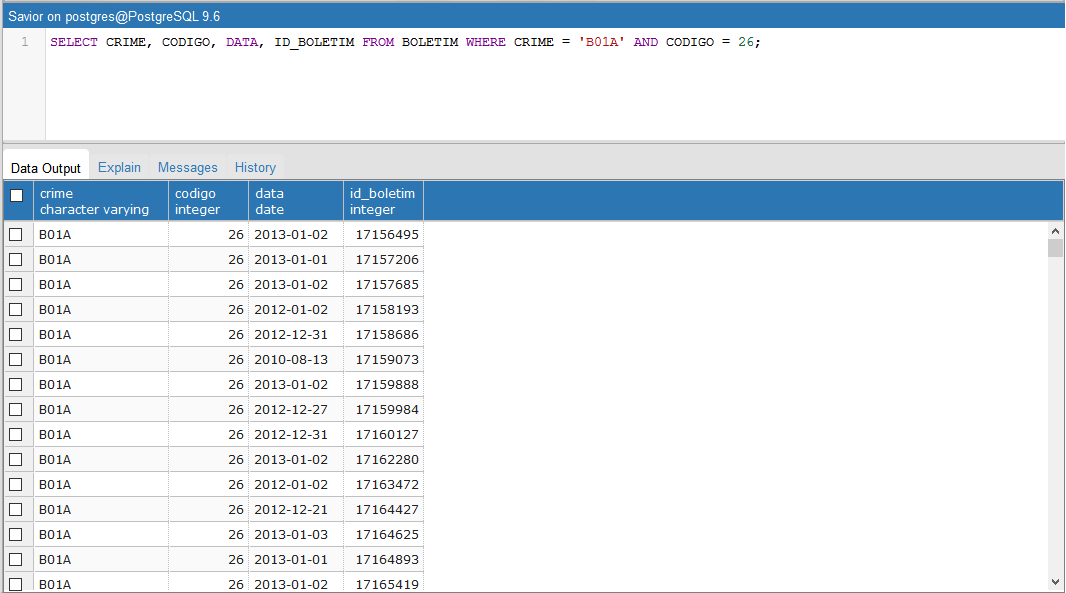 Savior on postgres@PostgreSQL 9.6
1 SELECT CRIME, CODIGO, DATA, ID_BOLETIM FROM BOLETIM WHERE CRIME = 'B01A' AND CODIGO = 26;
Data Output Explain Messages History
crime codigo data id_boletim
character varying integer date integer
B01A 26 2013-01-02 17156495
B01A 26 2013-01-01 17157206
B01A 26 2013-01-02 17157685
B01A 26 2012-01-02 17158193
B01A 26 2012-12-31 17158686
B01A 26 2010-08-13 17159073
B01A 26 2013-01-02 17159888
B01A 26 2012-12-27 17159984
B01A 26 2012-12-31 17160127
B01A 26 2013-01-02 17162280
B01A 26 2012-01-02 17163472
B01A 26 2012-12-21 17164427
B01A 26 2013-01-03 17164625
B01A 26 2013-01-01 17164893
B01A 26 2013-01-02 17165419